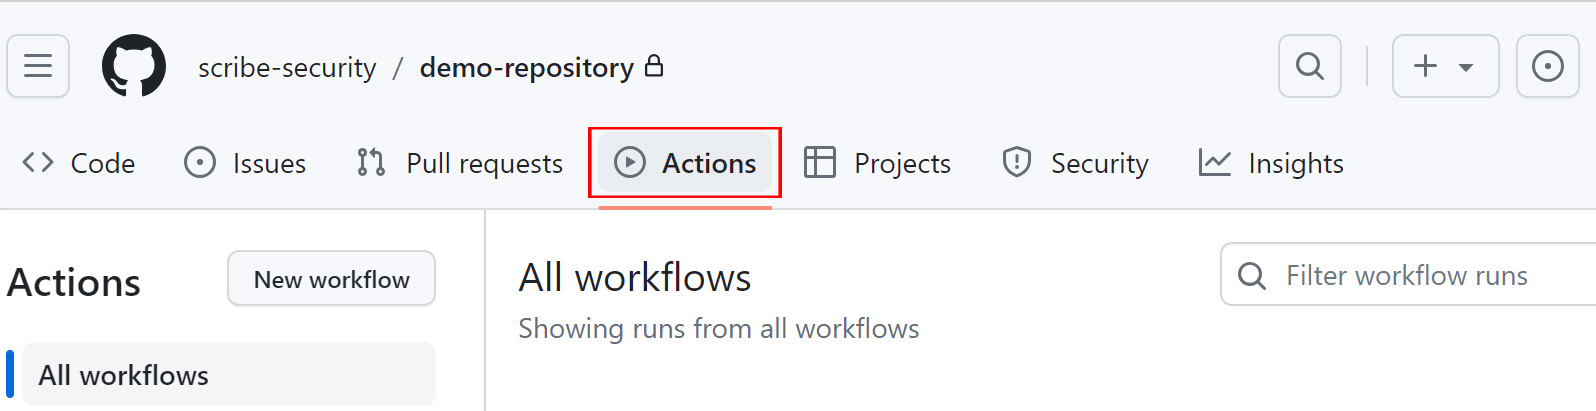 scribe-security / demo-repository
Code Issues Pull requests Actions Projects Security Insights
Actions
New workflow
All workflows
All workflows
Showing runs from all workflows
Filter workflow runs